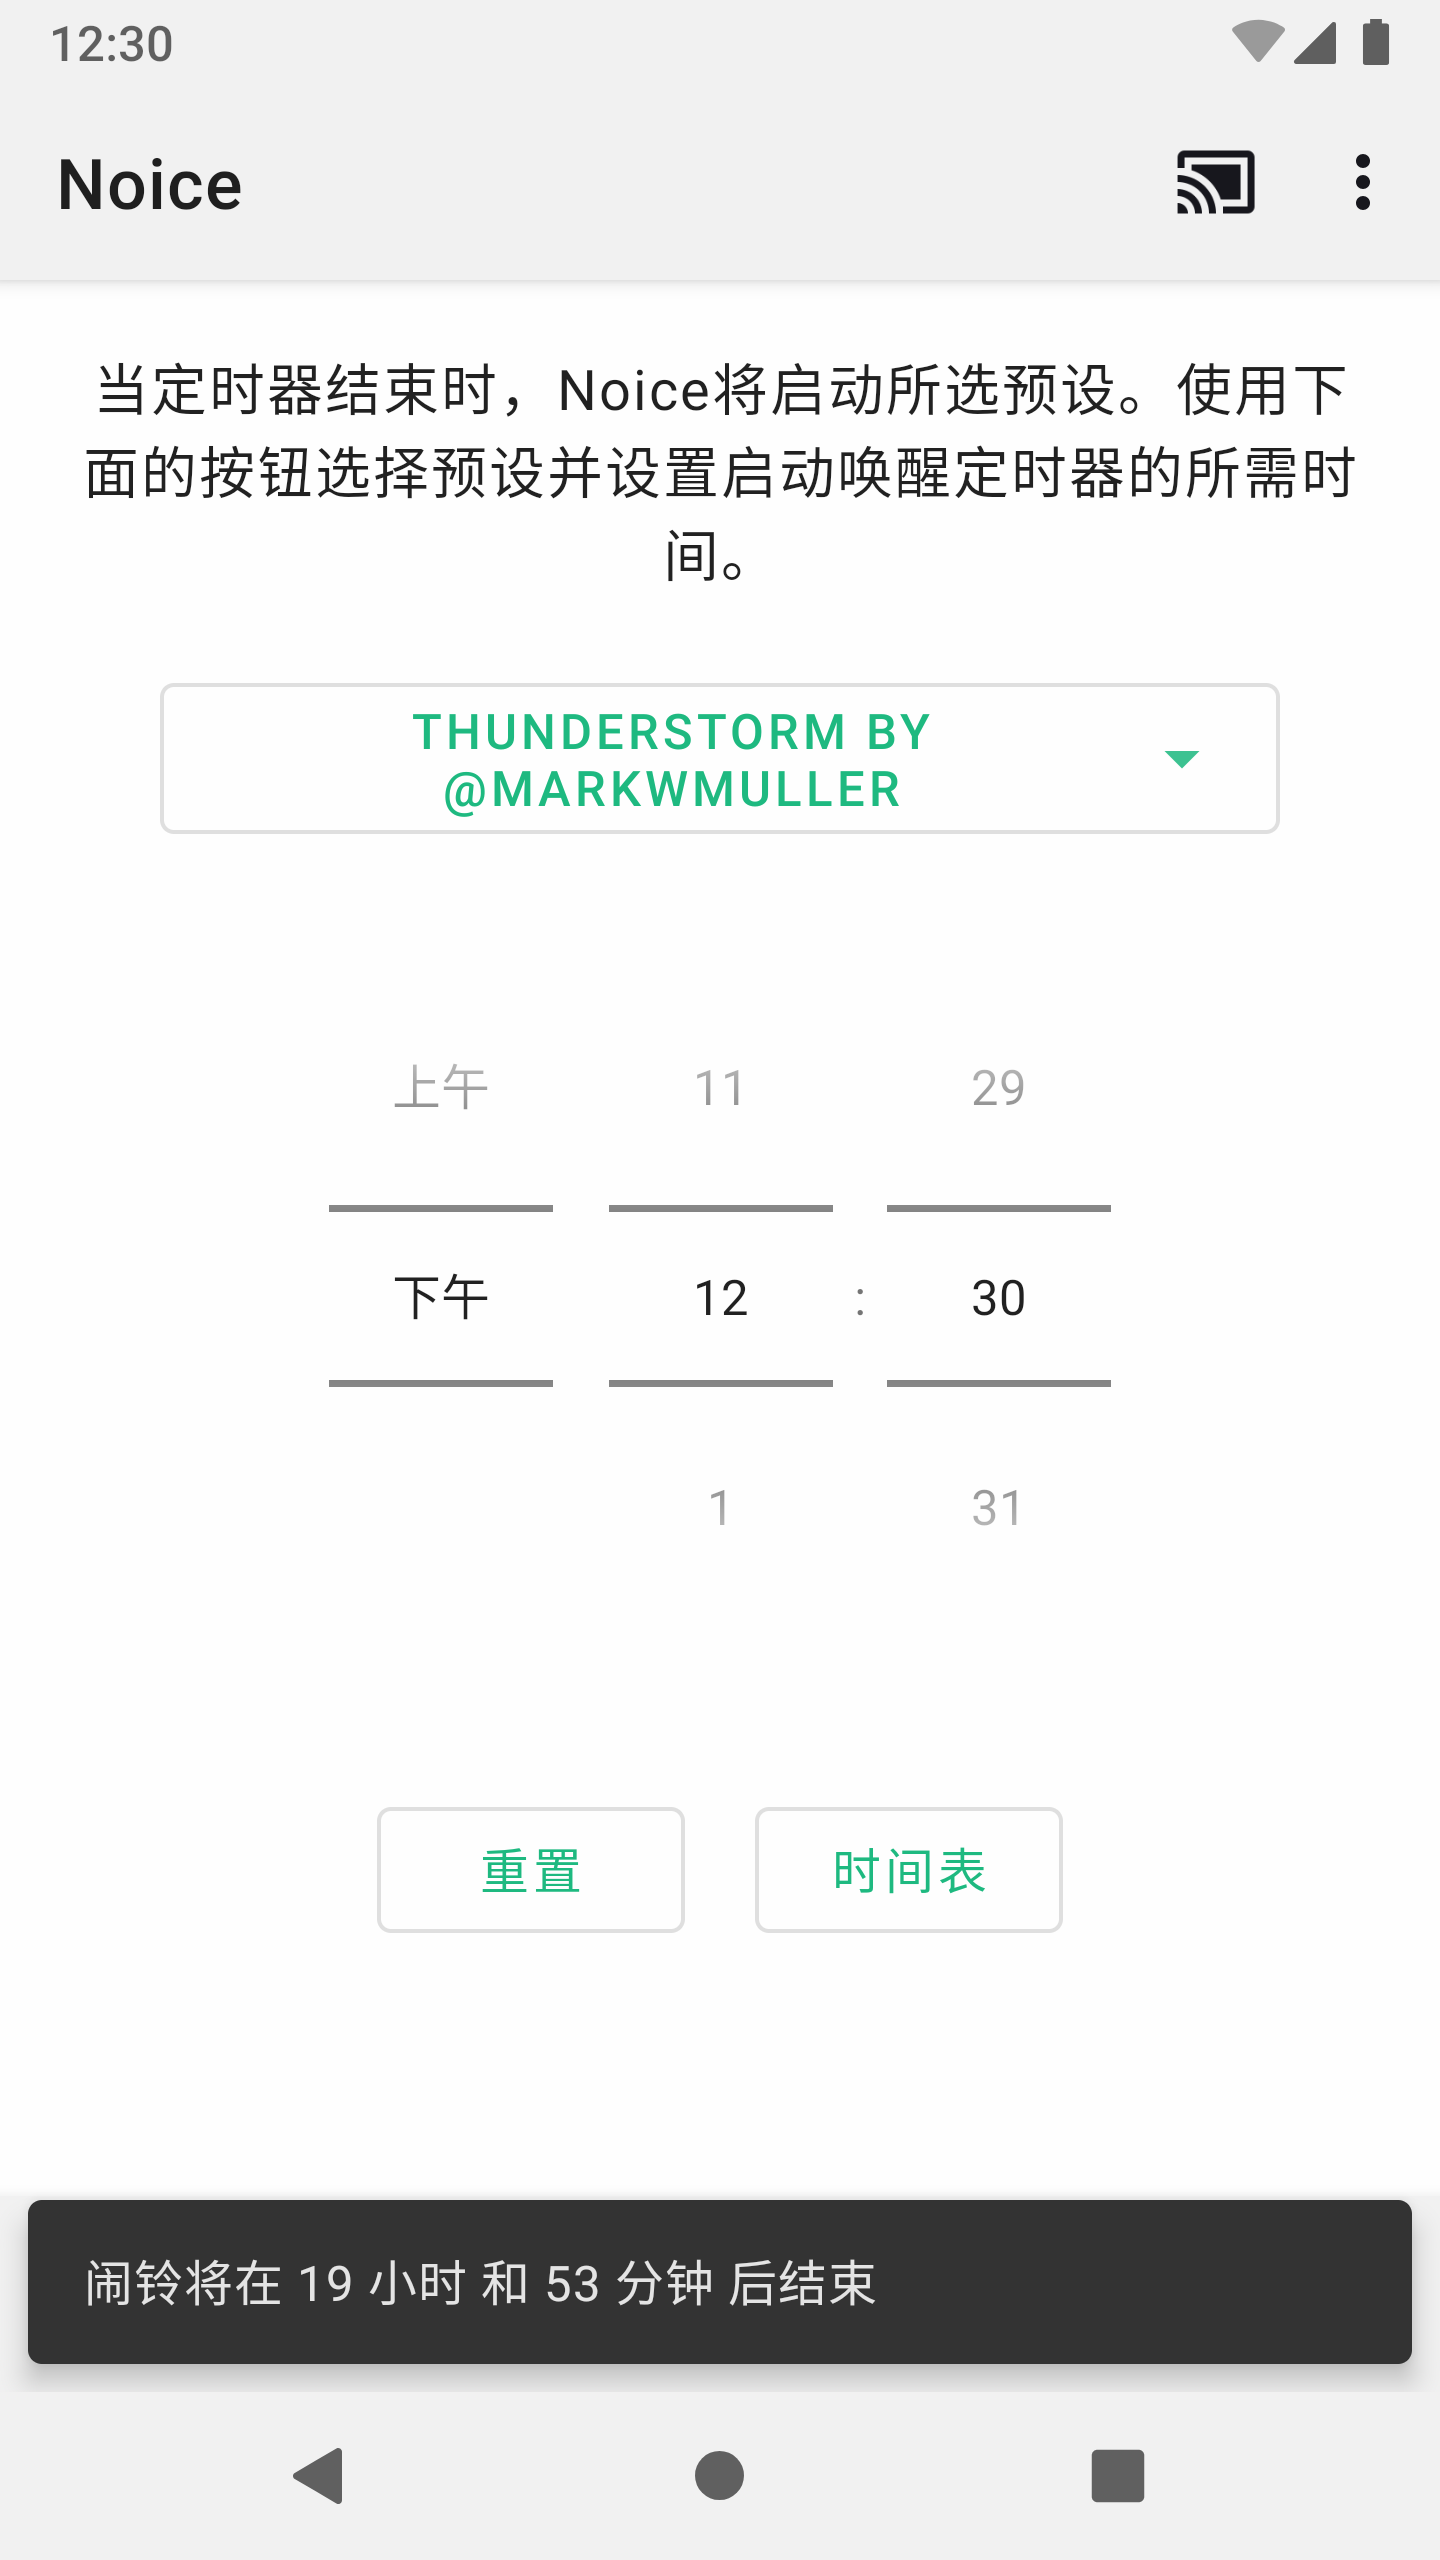 12:30
Noice
当定时器结束时，Noice将启动所选预设。使用下
面的按钮选择预设并设置启动唤醒定时器的所需时
间。
THUNDERSTORM BY
@MARKWMULLER
上午 11 29
下午 12 : 30
1 31
重置 时间表
闹铃将在 19 小时 和 53 分钟 后结束